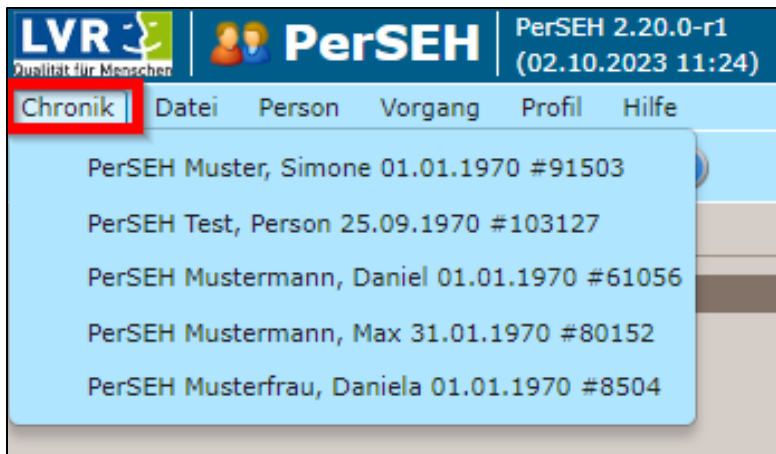 LVR
Qualität für Menschen
PerSEH
PerSEH 2.20.0-r1
(02.10.2023 11:24)
Chronik Datei Person Vorgang Profil Hilfe
PerSEH Muster, Simone 01.01.1970 #91503
PerSEH Test, Person 25.09.1970 #103127
PerSEH Mustermann, Daniel 01.01.1970 #61056
PerSEH Mustermann, Max 31.01.1970 #80152
PerSEH Musterfrau, Daniela 01.01.1970 #8504